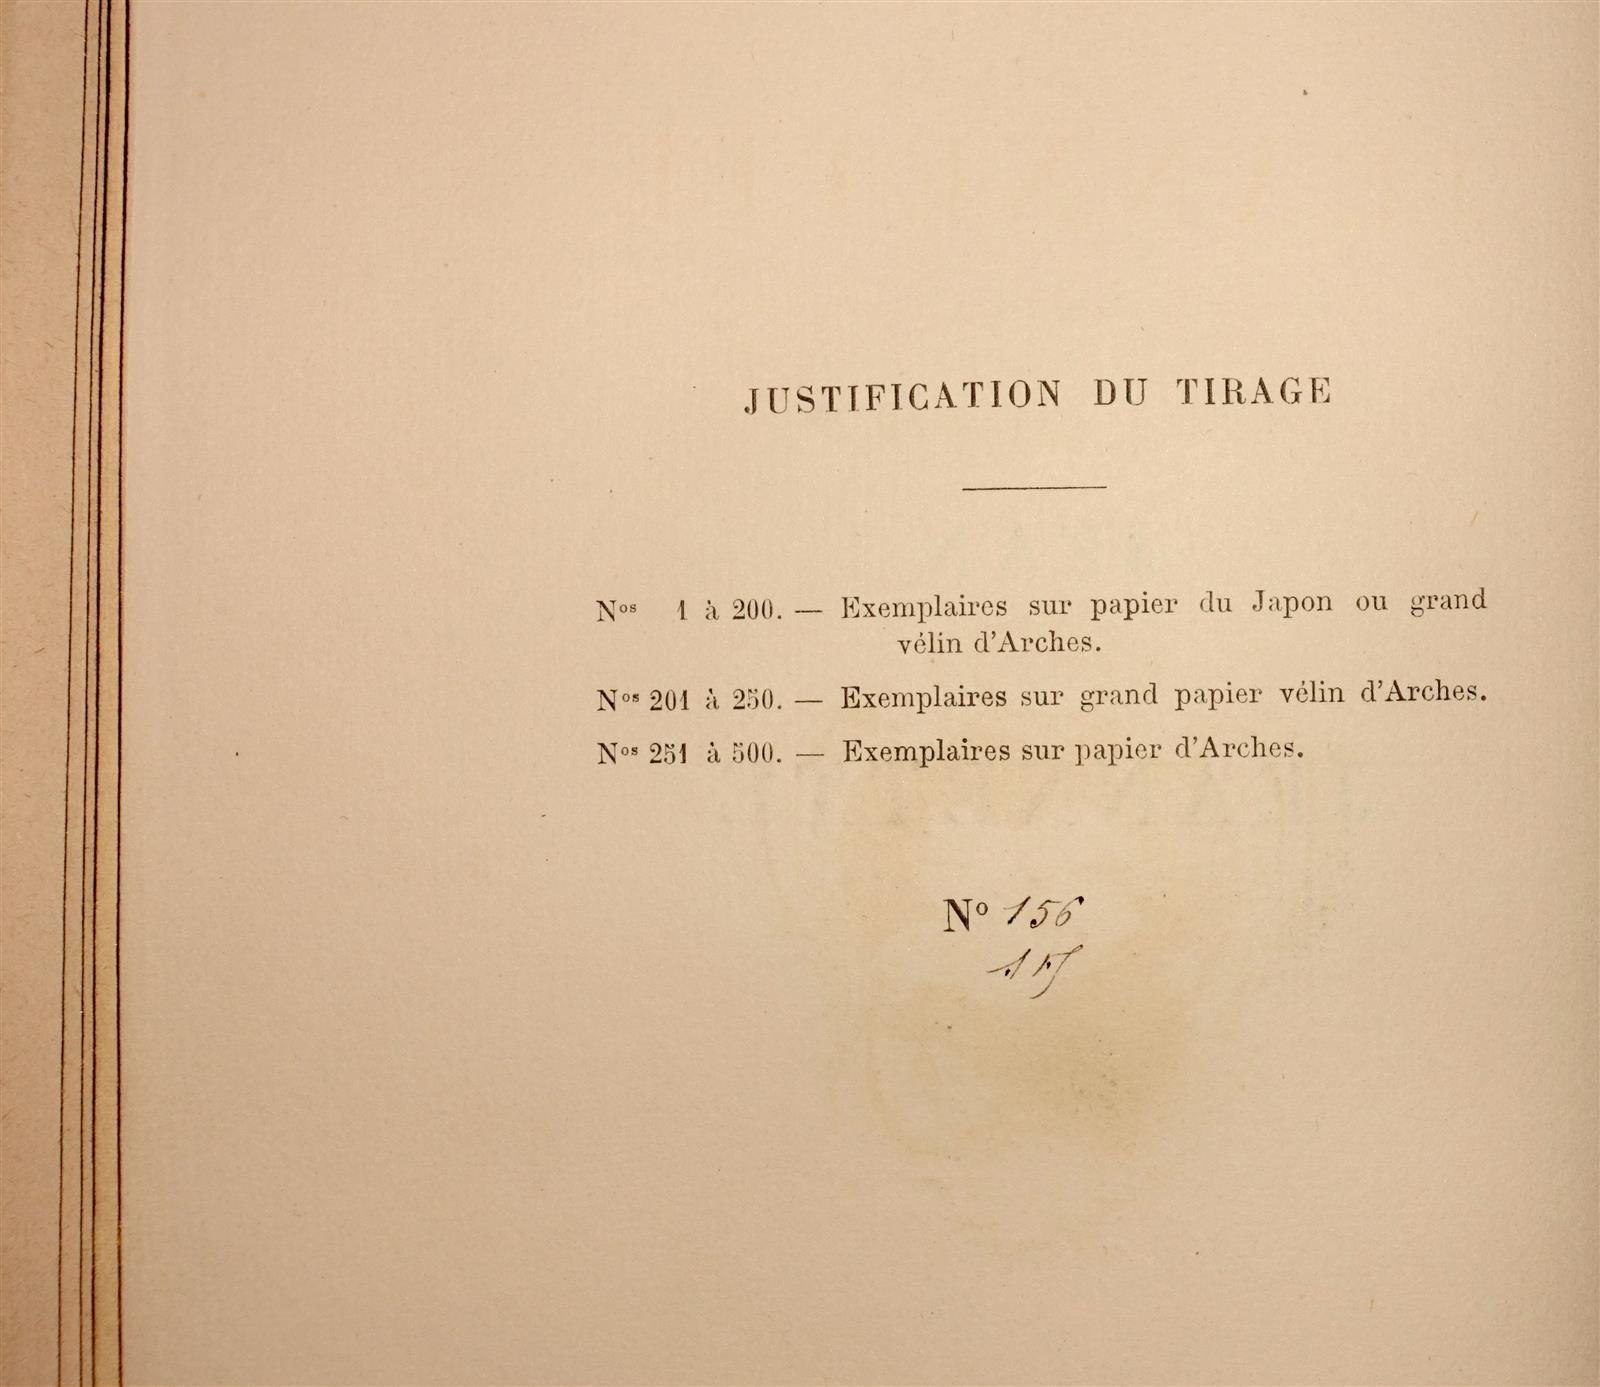 JUSTIFICATION DU TIRAGE
Nos 1 à 200. — Exemplaires sur papier du Japon ou grand
vélin d'Arches.
Nos 201 à 250. — Exemplaires sur grand papier vélin d'Arches.
Nos 251 à 500. — Exemplaires sur papier d'Arches.
No 156